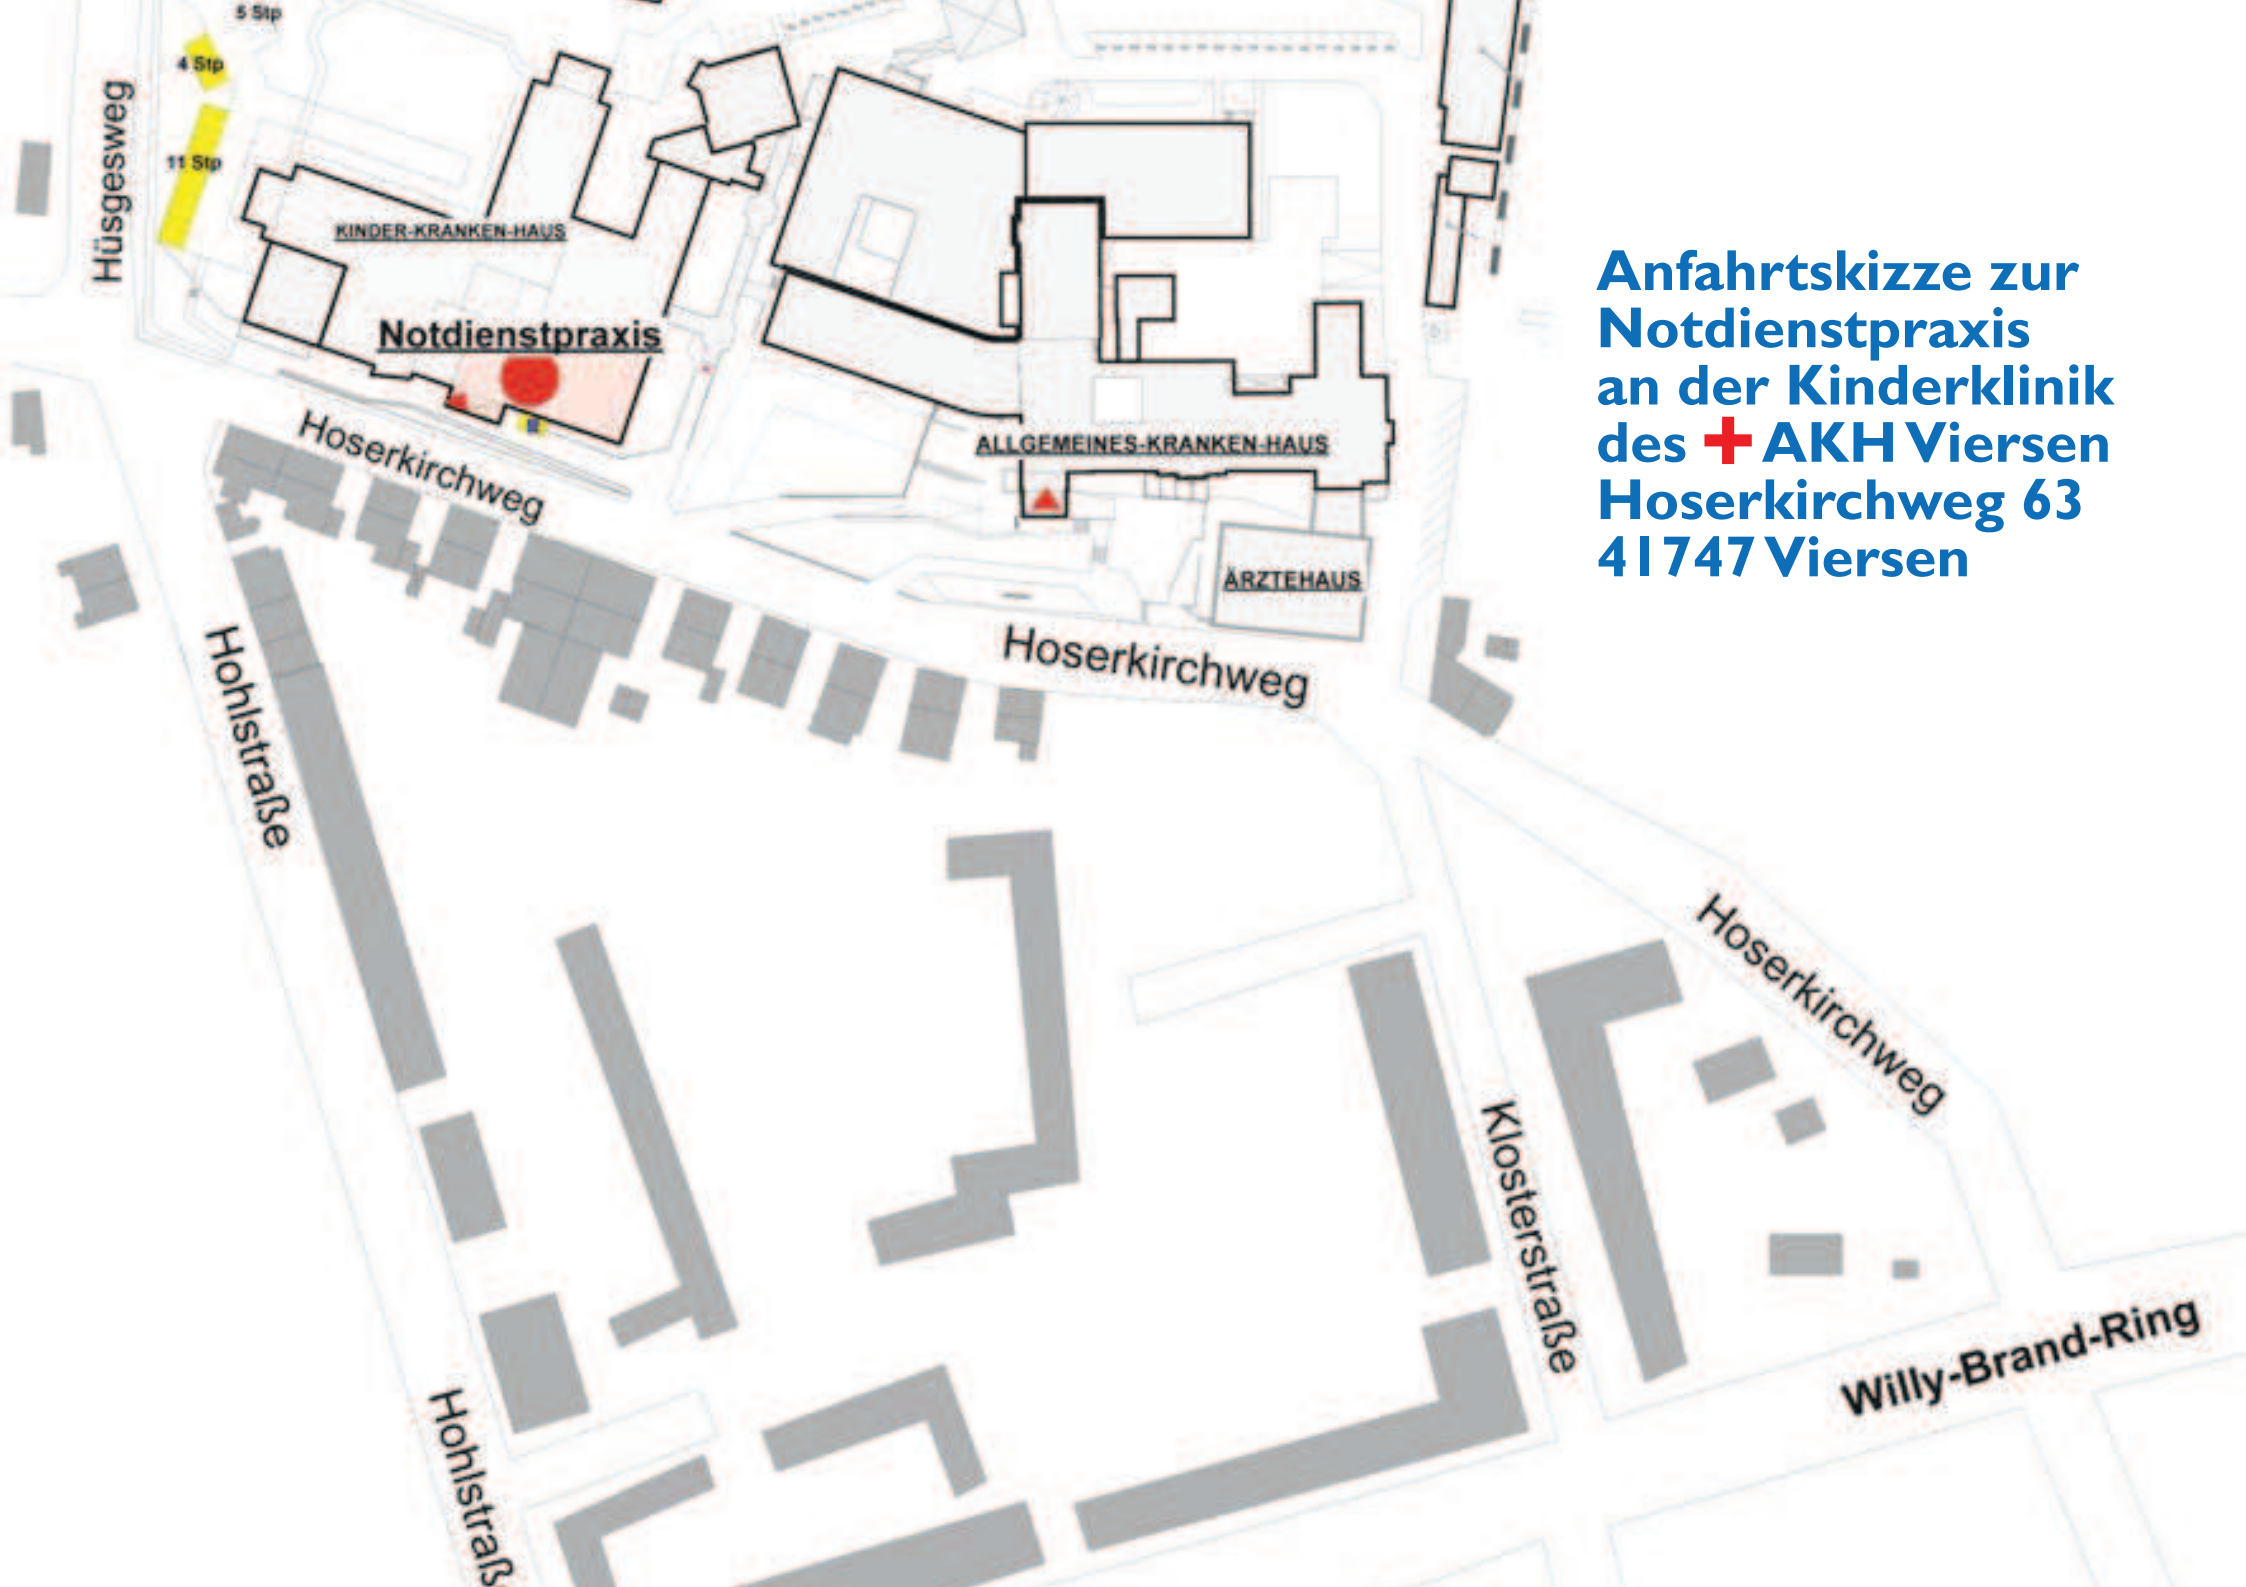 5 Stp
4 Stp
11 Stp
Hüsgesweg
KINDER-KRANKEN-HAUS
Notdienstpraxis
Hoserkirchweg
ALLGEMEINES-KRANKEN-HAUS
ÄRZTEHAUS
Hoserkirchweg
Anfahrtskizze zur
Notdienstpraxis
an der Kinderklinik
des AKH Viersen
Hoserkirchweg 63
41747 Viersen
Hohlstraße
Hoserkirchweg
Klosterstraße
Willy-Brand-Ring
Hohlstraße